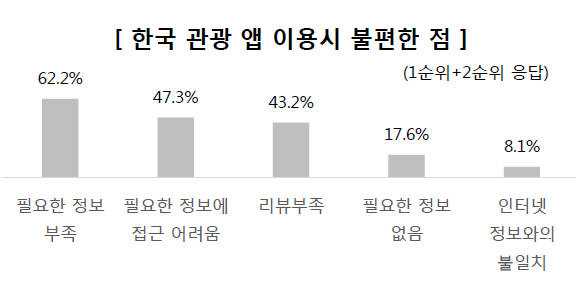 [ 한국 관광 앱 이용시 불편한 점 ]
(1순위+2순위 응답)
62.2%
47.3%
43.2%
17.6%
8.1%
필요한 정보
부족
필요한 정보에
접근 어려움
리뷰부족
필요한 정보
없음
인터넷
정보와의
불일치